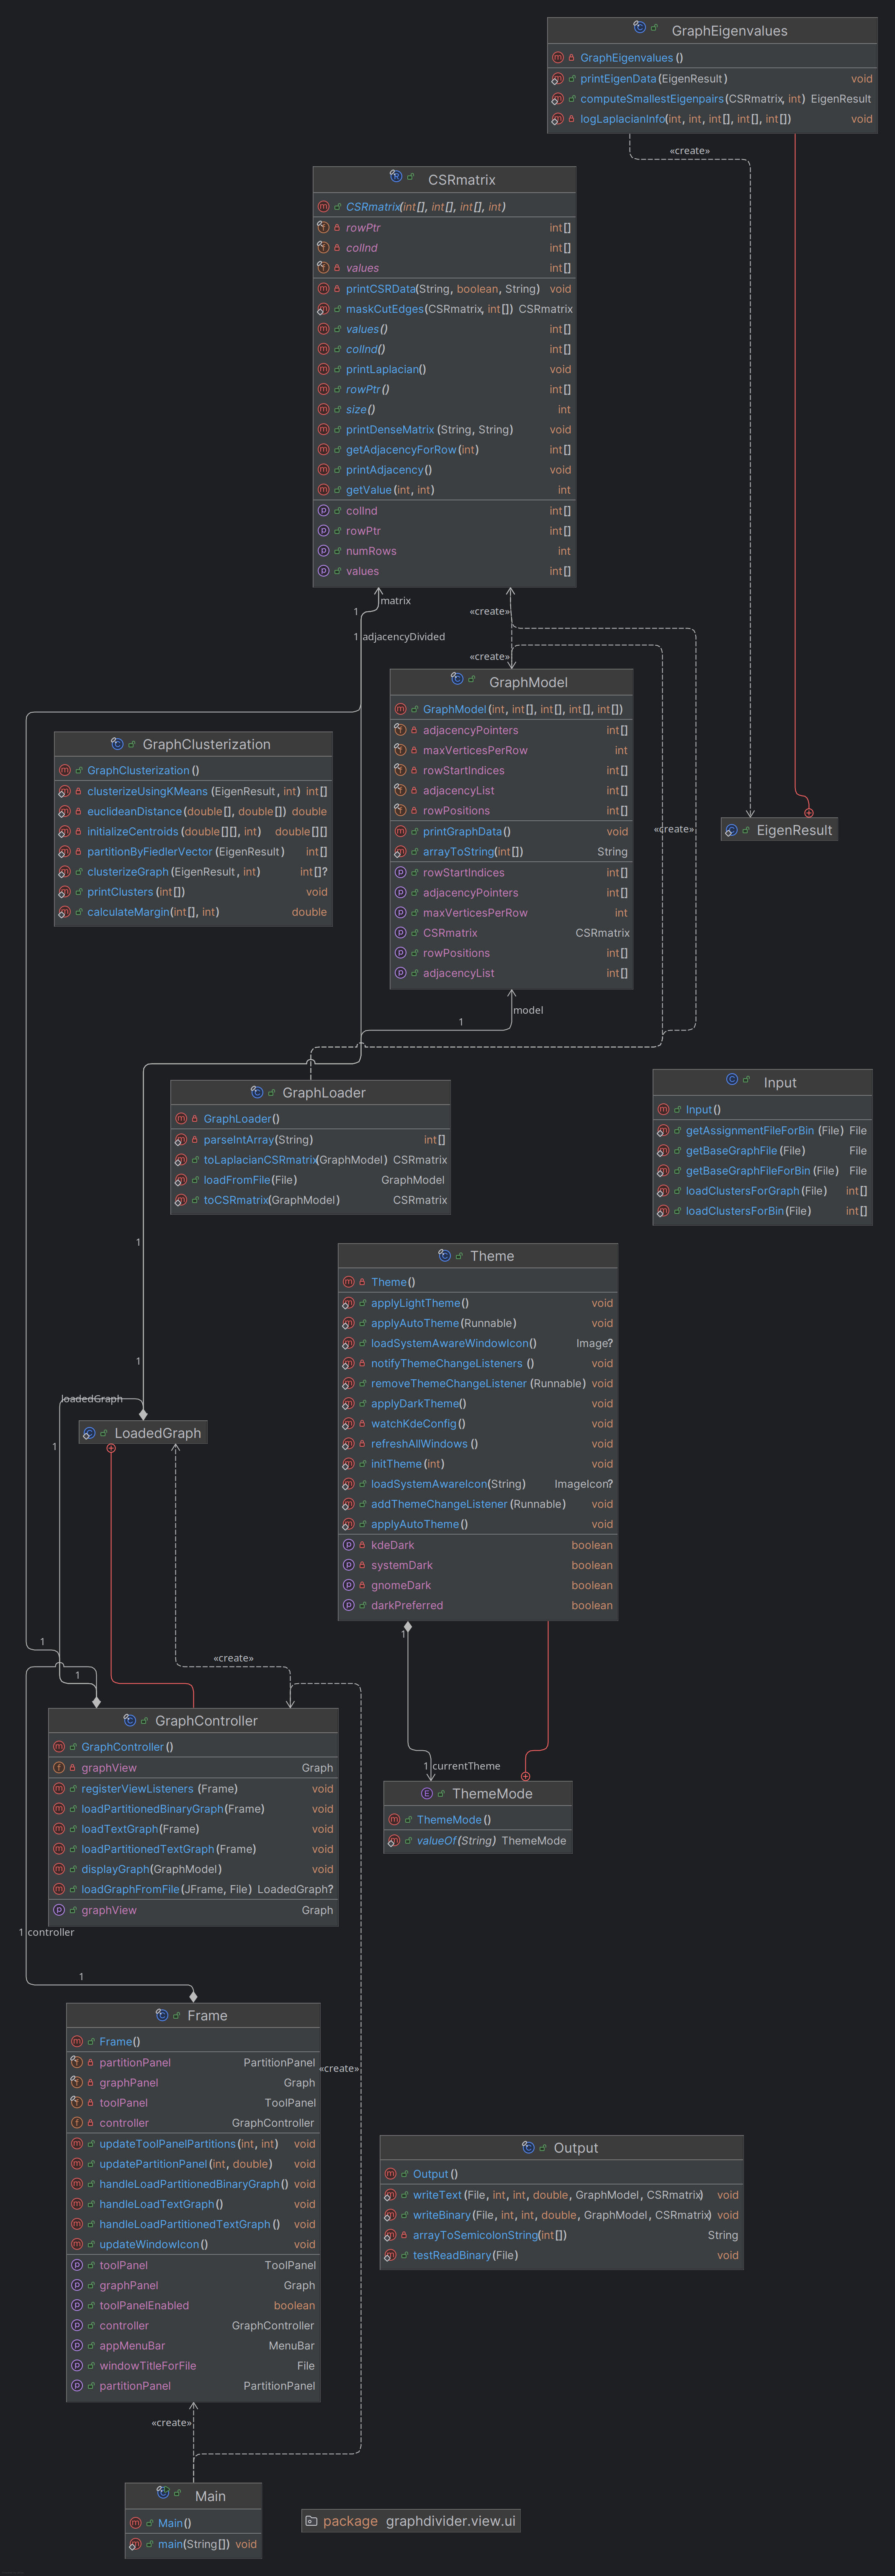 GraphEigenvalues
GraphEigenvalues()
printEigenData(EigenResult) void
computeSmallestEigenpairs(CSRmatrix, int) EigenResult
logLaplacianInfo(int, int, int[], int[], int[]) void
«create»
CSRmatrix
CSRmatrix(int[], int[], int[], int)
rowPtr int[]
colInd int[]
values int[]
printCSRData(String, boolean, String) void
maskCutEdges(CSRmatrix, int[]) CSRmatrix
values() int[]
colInd() int[]
printLaplacian() void
rowPtr() int[]
size() int
printDenseMatrix(String, String) void
getAdjacencyForRow(int) int[]
printAdjacency() void
getValue(int, int) int
colInd int[]
rowPtr int[]
numRows int
values int[]
matrix
1
«create»
1 adjacencyDivided
«create»
GraphModel
GraphModel(int, int[], int[], int[], int[])
adjacencyPointers int[]
maxVerticesPerRow int
rowStartIndices int[]
adjacencyList int[]
rowPositions int[]
printGraphData() void
arrayToString(int[]) String
rowStartIndices int[]
adjacencyPointers int[]
maxVerticesPerRow int
CSRmatrix CSRmatrix
rowPositions int[]
adjacencyList int[]
GraphClusterization
GraphClusterization()
clusterizeUsingKMeans(EigenResult, int) int[]
euclideanDistance(double[], double[]) double
initializeCentroids(double[][], int) double[][]
partitionByFiedlerVector(EigenResult) int[]
clusterizeGraph(EigenResult, int) int[]?
printClusters(int[]) void
calculateMargin(int[], int) double
«create»
EigenResult
model
1
GraphLoader
GraphLoader()
parseIntArray(String) int[]
toLaplacianCSRmatrix(GraphModel) CSRmatrix
loadFromFile(File) GraphModel
toCSRmatrix(GraphModel) CSRmatrix
Input
Input()
getAssignmentFileForBin(File) File
getBaseGraphFile(File) File
getBaseGraphFileForBin(File) File
loadClustersForGraph(File) int[]
loadClustersForBin(File) int[]
1
Theme
Theme()
applyLightTheme() void
applyAutoTheme(Runnable) void
loadSystemAwareWindowIcon() Image?
notifyThemeChangeListeners() void
removeThemeChangeListener(Runnable) void
applyDarkTheme() void
watchKdeConfig() void
refreshAllWindows() void
initTheme(int) void
loadSystemAwareIcon(String) ImageIcon?
addThemeChangeListener(Runnable) void
applyAutoTheme() void
kdeDark boolean
systemDark boolean
gnomeDark boolean
darkPreferred boolean
1
loadedGraph
LoadedGraph
1
1
«create»
1
1
GraphController
GraphController()
graphView Graph
registerViewListeners(Frame) void
loadPartitionedBinaryGraph(Frame) void
loadTextGraph(Frame) void
loadPartitionedTextGraph(Frame) void
displayGraph(GraphModel) void
loadGraphFromFile(JFrame, File) LoadedGraph?
graphView Graph
1 currentTheme
ThemeMode
ThemeMode()
valueOf(String) ThemeMode
1 controller
1
Frame
Frame()
partitionPanel PartitionPanel
graphPanel Graph
toolPanel ToolPanel
controller GraphController
updateToolPanelPartitions(int, int) void
updatePartitionPanel(int, double) void
handleLoadPartitionedBinaryGraph() void
handleLoadTextGraph() void
handleLoadPartitionedTextGraph() void
updateWindowIcon() void
toolPanel ToolPanel
graphPanel Graph
toolPanelEnabled boolean
controller GraphController
appMenuBar MenuBar
windowTitleForFile File
partitionPanel PartitionPanel
«create»
Output
Output()
writeText(File, int, int, double, GraphModel, CSRmatrix) void
writeBinary(File, int, int, double, GraphModel, CSRmatrix) void
arrayToSemicolonString(int[]) String
testReadBinary(File) void
«create»
Main
Main()
main(String[]) void
package graphdivider.view.ui